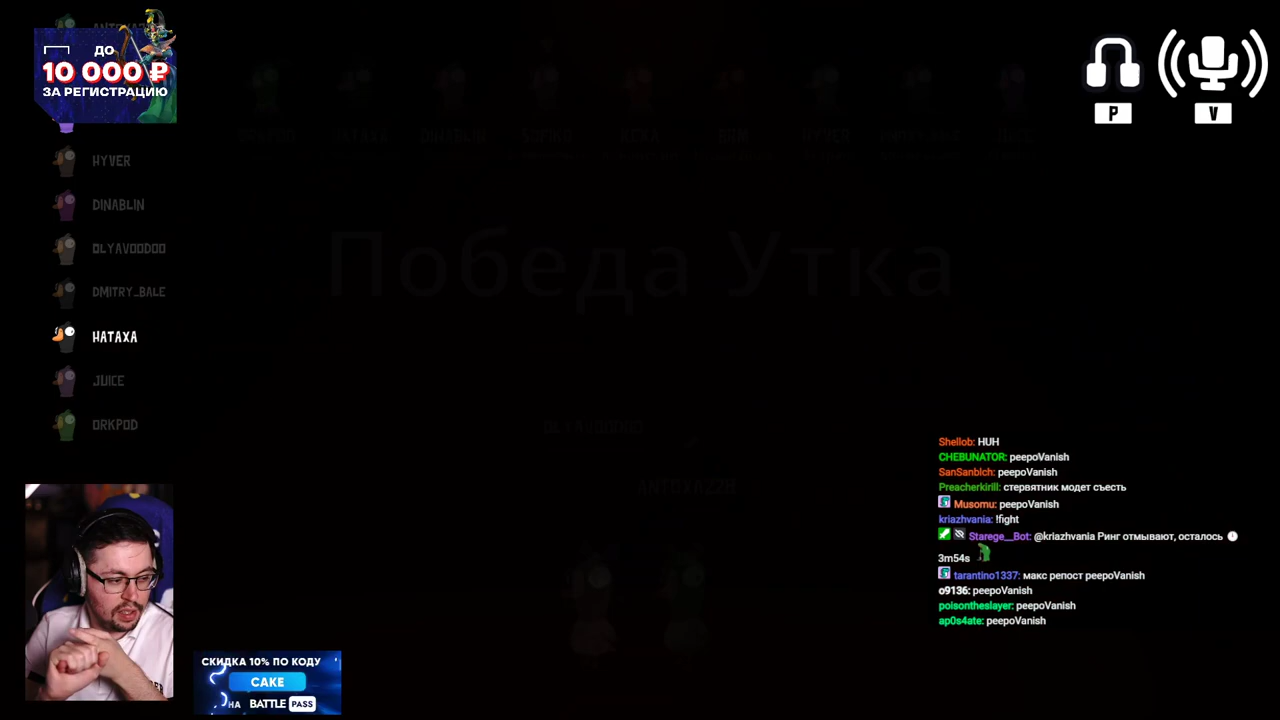 ДО
10 000 ₽
ЗА РЕГИСТРАЦИЮ
P
V
HYVER
DINABLIN
OLYAVOODOO
DMITRY_BALE
НАТАХА
JUICE
ORKPOD
Победа Утка
ANTOXA22H
Shellob: HUH
CHEBUNATOR: peepoVanish
SanSanbIch: peepoVanish
Preacherkirill: стервятник модет съесть
Musomu: peepoVanish
kriazhvania: !fight
Starege__Bot: @kriazhvania Ринг отмывают, осталось
3m54s
tarantino1337: макс репост peepoVanish
o9136: peepoVanish
poisontheslayer: peepoVanish
ap0s4ate: peepoVanish
СКИДКА 10% ПО КОДУ
CAKE
НА BATTLE PASS